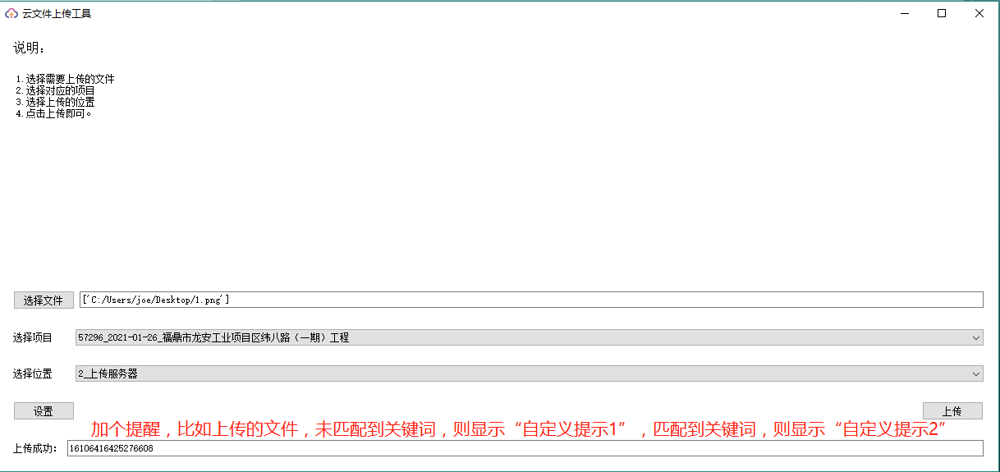 云文件上传工具
说明：
1.选择需要上传的文件
2.选择对应的项目
3.选择上传的位置
4.点击上传即可。
选择文件 ['C:/Users/joe/Desktop/1.png']
选择项目 57296_2021-01-26_福鼎市龙安工业项目区纬八路（一期）工程
选择位置 2_上传服务器
设置 上传
加个提醒，比如上传的文件，未匹配到关键词，则显示“自定义提示1”，匹配到关键词，则显示“自定义提示2”
上传成功： 16106416425276608